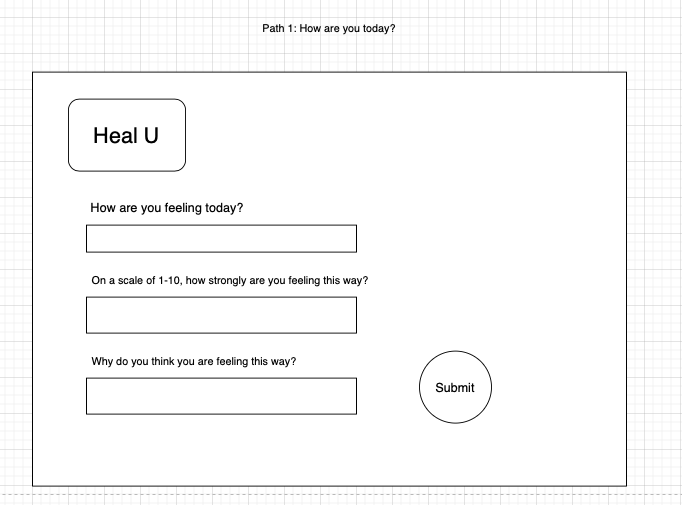 Path 1: How are you today?
Heal U
How are you feeling today?
On a scale of 1-10, how strongly are you feeling this way?
Why do you think you are feeling this way?
Submit